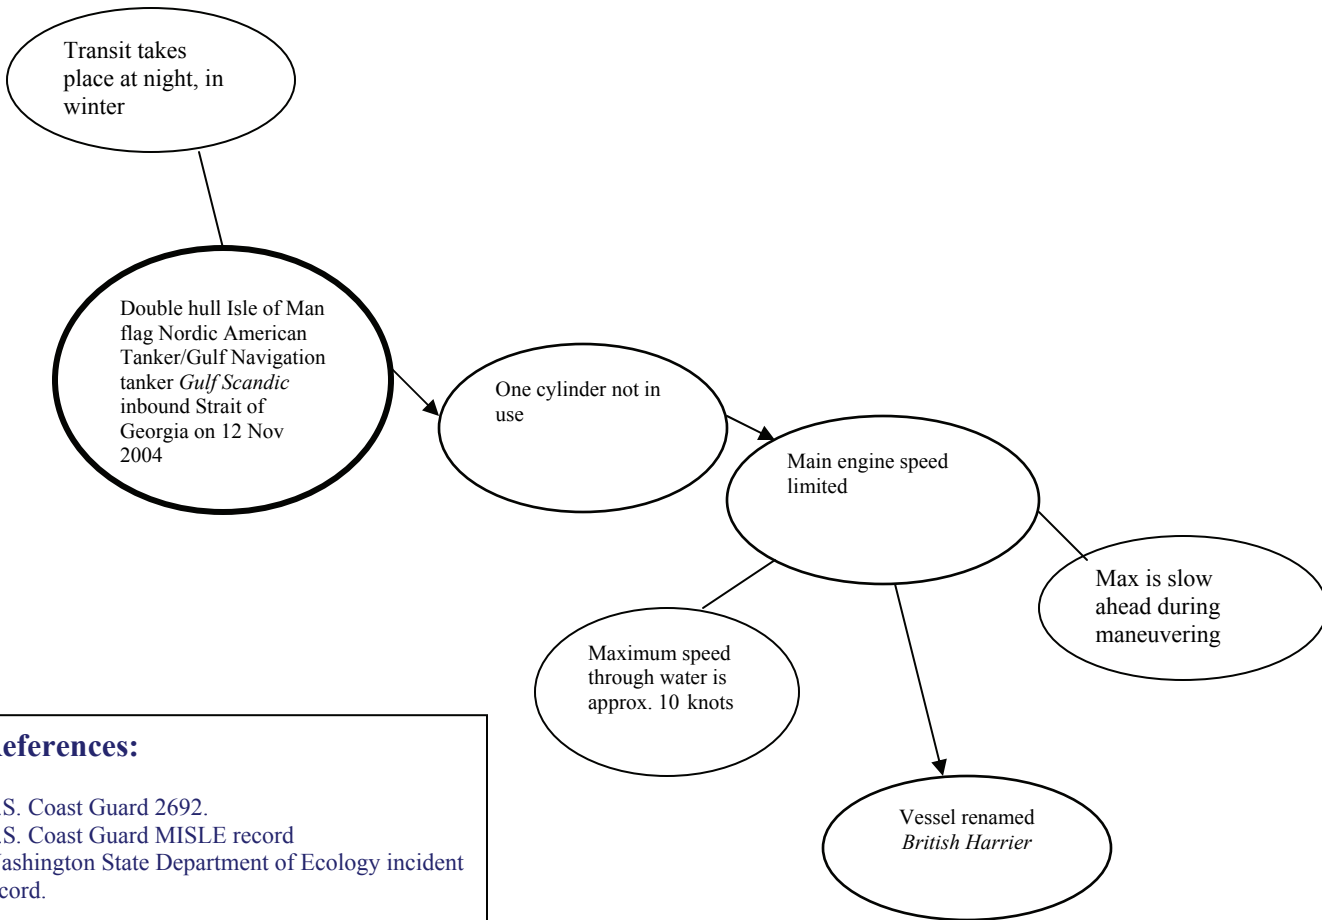 Transit takes
place at night, in
winter
Double hull Isle of Man
flag Nordic American
Tanker/Gulf Navigation
tanker Gulf Scandic
inbound Strait of
Georgia on 12 Nov
2004
One cylinder not in
use
Main engine speed
limited
Max is slow
ahead during
maneuvering
Maximum speed
through water is
approx. 10 knots
Vessel renamed
British Harrier
eferences:
.S. Coast Guard 2692.
.S. Coast Guard MISLE record
ashington State Department of Ecology incident
cord.